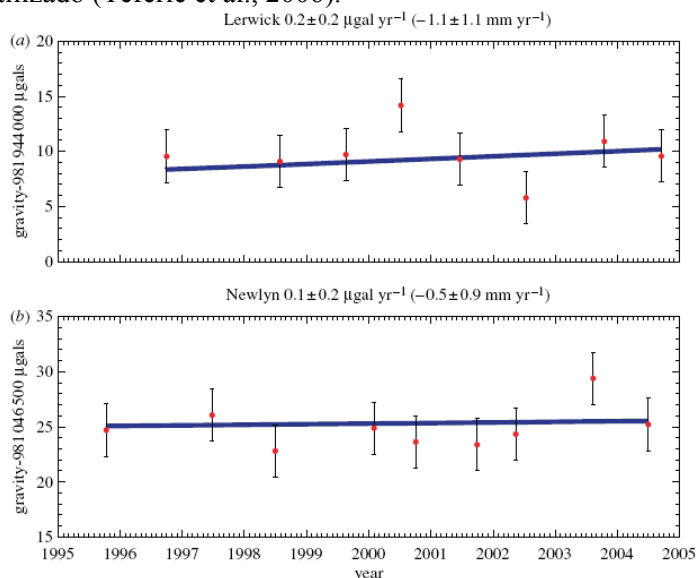 Lerwick 0.2±0.2 µgal yr⁻¹ (−1.1±1.1 mm yr⁻¹)
(a)
20
15
10
5
0
gravity-981 944 000 µgals
Newlyn 0.1±0.2 µgal yr⁻¹ (−0.5±0.9 mm yr⁻¹)
(b)
35
30
25
20
15
gravity-981 046 500 µgals
1995 1996 1997 1998 1999 2000 2001 2002 2003 2004 2005
year